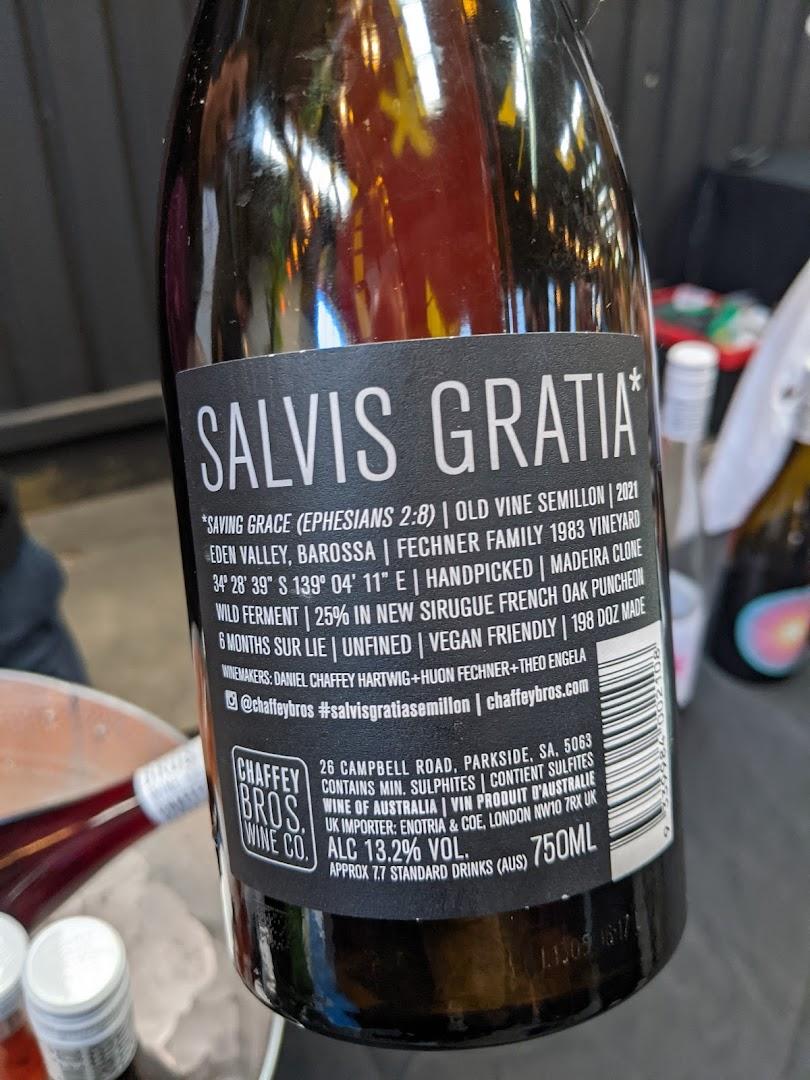 SALVIS GRATIA*
*SAVING GRACE (EPHESIANS 2:8) | OLD VINE SEMILLON | 2021
EDEN VALLEY, BAROSSA | FECHNER FAMILY 1983 VINEYARD
34º 28' 39" S 139º 04' 11" E | HANDPICKED | MADEIRA CLONE
WILD FERMENT | 25% IN NEW SIRUGUE FRENCH OAK PUNCHEON
6 MONTHS SUR LIE | UNFINED | VEGAN FRIENDLY | 198 DOZ MADE
WINEMAKERS: DANIEL CHAFFEY HARTWIG+HUON FECHNER+THEO ENGELA
@chaffeybros #salvisgratiasemillon | chaffeybros.com
CHAFFEY
BROS.
WINE CO.
26 CAMPBELL ROAD, PARKSIDE, SA. 5063
CONTAINS MIN. SULPHITES | CONTIENT SULFITES
WINE OF AUSTRALIA | VIN PRODUIT D'AUSTRALIE
UK IMPORTER: ENOTRIA & COE, LONDON NW10 7RX UK
ALC 13.2% VOL. 750ML
APPROX 7.7 STANDARD DRINKS (AUS)